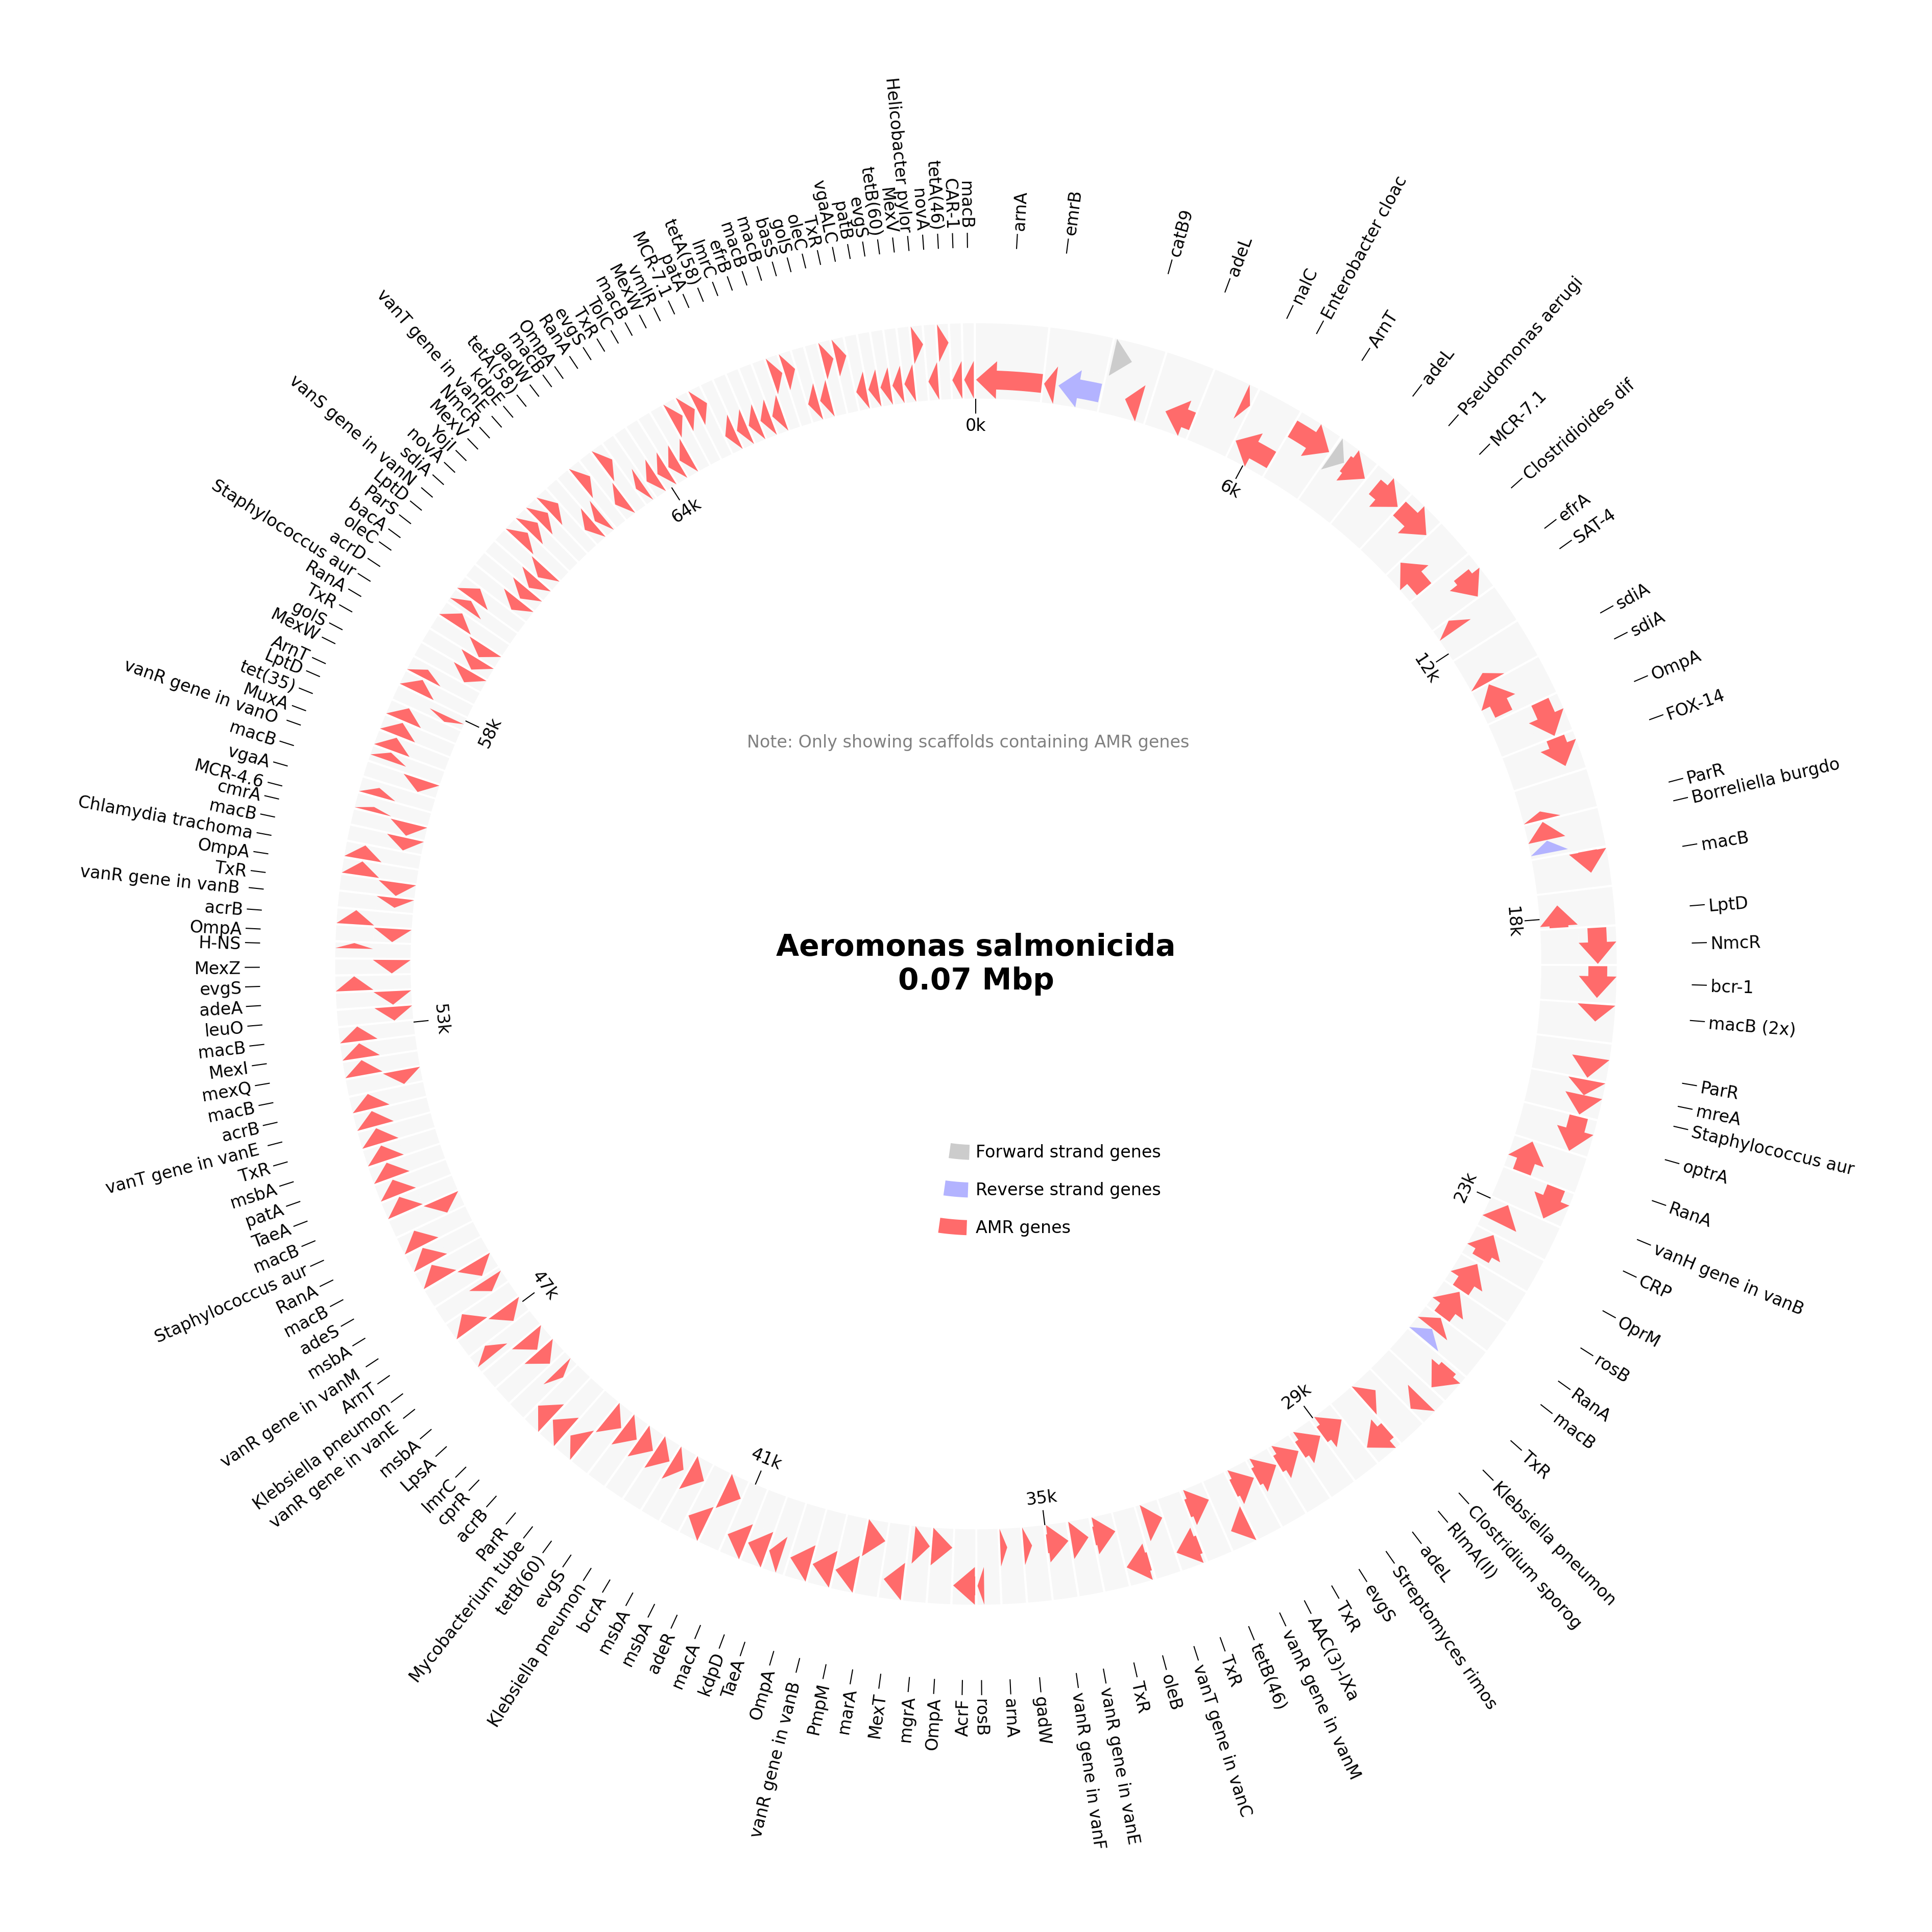 arnA
emrB
catB9
adeL
nalC
Enterobacter cloac
ArnT
adeL
Pseudomonas aerugi
MCR-7.1
Clostridioides dif
efrA
SAT-4
sdiA
sdiA
OmpA
FOX-14
ParR
Borreliella burgdo
macB
LptD
NmcR
bcr-1
macB (2x)
ParR
mreA
Staphylococcus aur
optrA
RanA
vanH gene in vanB
CRP
OprM
rosB
RanA
macB
TxR
Klebsiella pneumon
Clostridium sporog
RlmA(II)
adeL
Streptomyces rimos
evgS
TxR
AAC(3)-IXa
vanR gene in vanM
tetB(46)
TxR
vanT gene in vanC
oleB
TxR
vanR gene in vanE
vanR gene in vanF
gadW
arnA
rosB
AcrF
OmpA
mgrA
MexT
marA
PmpM
vanR gene in vanB
OmpA
TaeA
kdpD
macA
adeR
msbA
msbA
bcrA
Klebsiella pneumon
evgS
tetB(60)
Mycobacterium tube
ParR
acrB
cprR
lmrC
LpsA
msbA
vanR gene in vanE
Klebsiella pneumon
ArnT
vanR gene in vanM
msbA
adeS
macB
RanA
Staphylococcus aur
macB
TaeA
patA
msbA
TxR
vanT gene in vanE
acrB
macB
mexQ
MexI
macB
leuO
adeA
evgS
MexZ
H-NS
OmpA
acrB
vanR gene in vanB
TxR
OmpA
Chlamydia trachoma
macB
cmrA
MCR-4.6
vgaA
macB
vanR gene in vanO
MuxA
tet(35)
LptD
ArnT
MexW
golS
TxR
RanA
Staphylococcus aur
acrD
oleC
bacA
ParS
LptD
vanS gene in vanN
sdiA
novA
YojI
MexV
NmcR
vanT gene in vanE
kdpE
tetA(58)
gadW
macB
OmpA
RanA
evgS
TxR
TolC
macB
MexW
vmlR
MCR-7.1
patA
tetA(58)
lmrC
efrB
macB
macB
basS
golS
oleC
TxR
vgaALC
patB
evgS
tetB(60)
MexV
Helicobacter pylor
novA
tetA(46)
CAR-1
macB
0k
6k
12k
18k
23k
29k
35k
41k
47k
53k
58k
64k
Note: Only showing scaffolds containing AMR genes
Aeromonas salmonicida
0.07 Mbp
Forward strand genes
Reverse strand genes
AMR genes